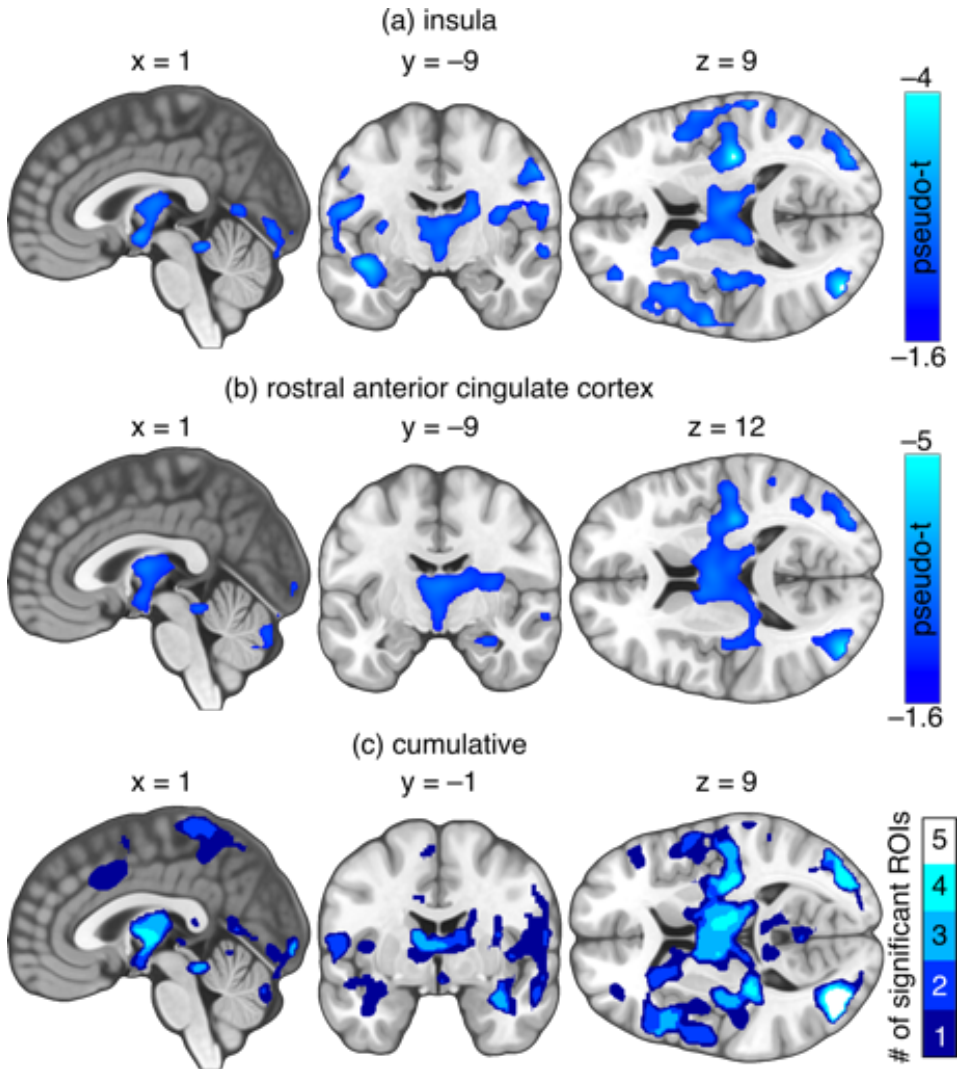 (a) insula
x = 1
y = –9
z = 9
–4
pseudo-t
–1.6
(b) rostral anterior cingulate cortex
x = 1
y = –9
z = 12
–5
pseudo-t
–1.6
(c) cumulative
x = 1
y = –1
z = 9
# of significant ROIs
5
4
3
2
1